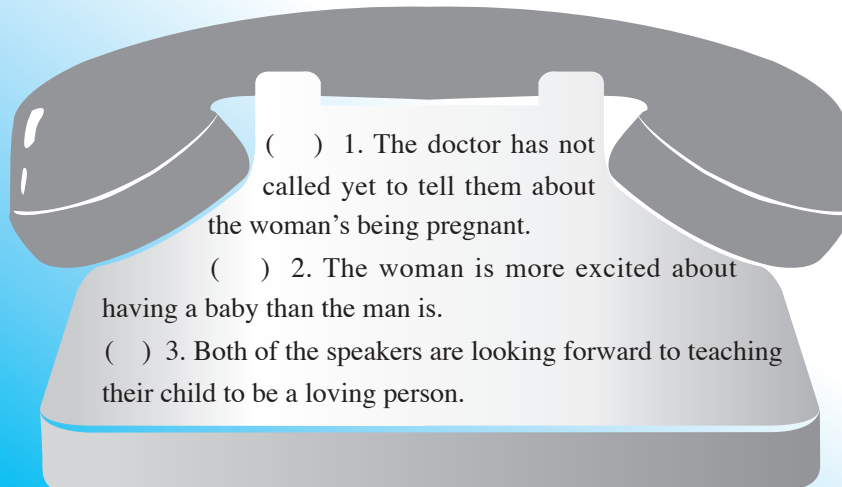 (    ) 1. The doctor has not
called yet to tell them about
the woman’s being pregnant.
(    ) 2. The woman is more excited about
having a baby than the man is.
(    ) 3. Both of the speakers are looking forward to teaching
their child to be a loving person.